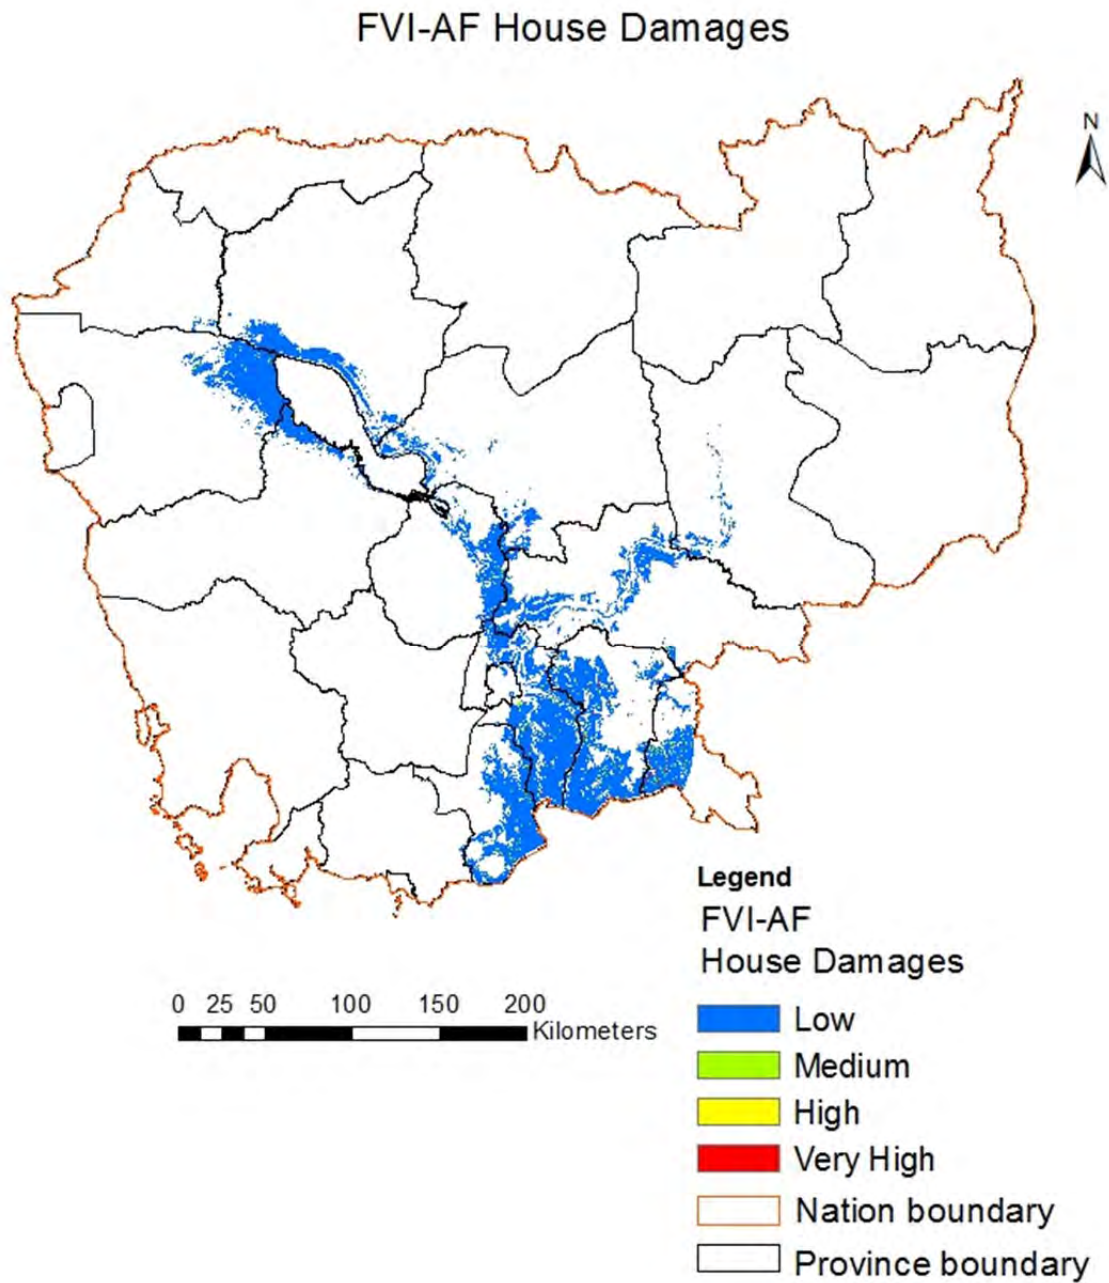 FVI-AF House Damages
N
Legend
FVI-AF
House Damages
0 25 50 100 150 200
Kilometers
Low
Medium
High
Very High
Nation boundary
Province boundary